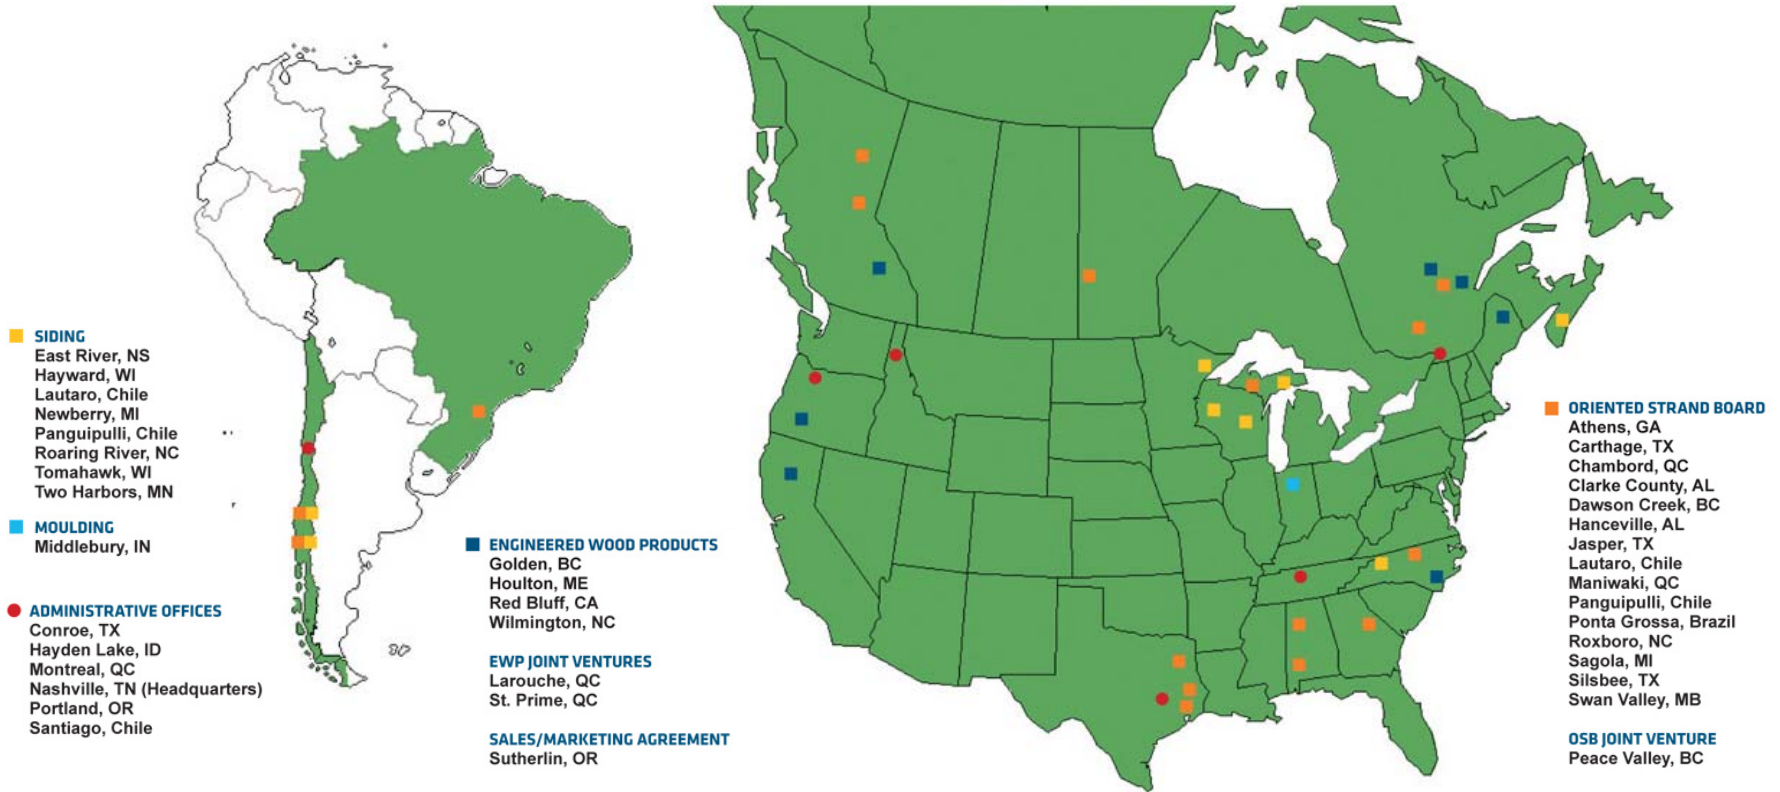 SIDING
East River, NS
Hayward, WI
Lautaro, Chile
Newberry, MI
Panguipulli, Chile
Roaring River, NC
Tomahawk, WI
Two Harbors, MN
MOULDING
Middlebury, IN
ADMINISTRATIVE OFFICES
Conroe, TX
Hayden Lake, ID
Montreal, QC
Nashville, TN (Headquarters)
Portland, OR
Santiago, Chile
ENGINEERED WOOD PRODUCTS
Golden, BC
Houlton, ME
Red Bluff, CA
Wilmington, NC
EWP JOINT VENTURES
Larouche, QC
St. Prime, QC
SALES/MARKETING AGREEMENT
Sutherlin, OR
ORIENTED STRAND BOARD
Athens, GA
Carthage, TX
Chambord, QC
Clarke County, AL
Dawson Creek, BC
Hanceville, AL
Jasper, TX
Lautaro, Chile
Maniwaki, QC
Panguipulli, Chile
Ponta Grossa, Brazil
Roxboro, NC
Sagola, MI
Silsbee, TX
Swan Valley, MB
OSB JOINT VENTURE
Peace Valley, BC